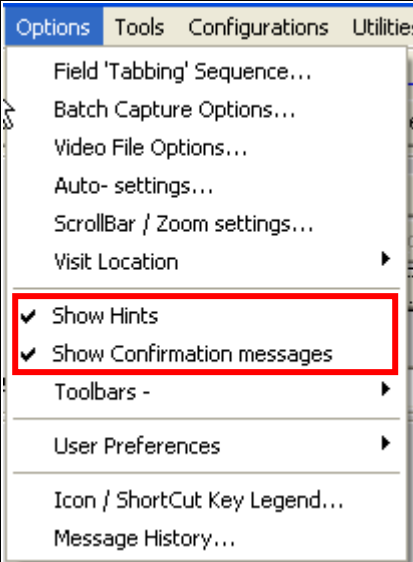 Options Tools Configurations Utilities
Field 'Tabbing' Sequence...
Batch Capture Options...
Video File Options...
Auto- settings...
ScrollBar / Zoom settings...
Visit Location
Show Hints
Show Confirmation messages
Toolbars -
User Preferences
Icon / ShortCut Key Legend...
Message History...